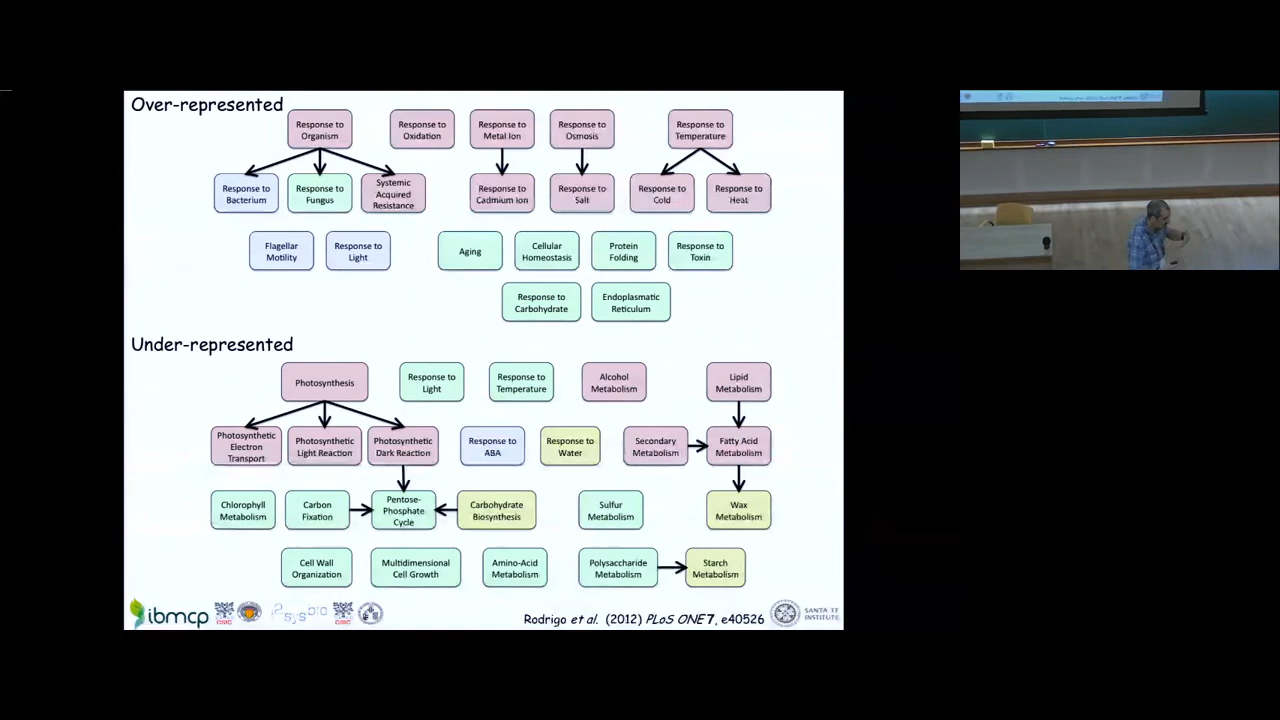 Over-represented
Response to
Organism
Response to
Oxidation
Response to
Metal Ion
Response to
Osmosis
Response to
Temperature
Response to
Bacterium
Response to
Fungus
Systemic
Acquired
Resistance
Response to
Cadmium Ion
Response to
Salt
Response to
Cold
Response to
Heat
Flagellar
Motility
Response to
Light
Aging
Cellular
Homeostasis
Protein
Folding
Response to
Toxin
Response to
Carbohydrate
Endoplasmatic
Reticulum
Under-represented
Photosynthesis
Response to
Light
Response to
Temperature
Alcohol
Metabolism
Lipid
Metabolism
Photosynthetic
Electron
Transport
Photosynthetic
Light Reaction
Photosynthetic
Dark Reaction
Response to
ABA
Response to
Water
Secondary
Metabolism
Fatty Acid
Metabolism
Chlorophyll
Metabolism
Carbon
Fixation
Pentose-
Phosphate
Cycle
Carbohydrate
Biosynthesis
Sulfur
Metabolism
Wax
Metabolism
Cell Wall
Organization
Multidimensional
Cell Growth
Amino-Acid
Metabolism
Polysaccharide
Metabolism
Starch
Metabolism
ibmcp
CSIC
sysbio
CSIC
Rodrigo et al. (2012) PLoS ONE 7, e40526
SANTA FE
INSTITUTE